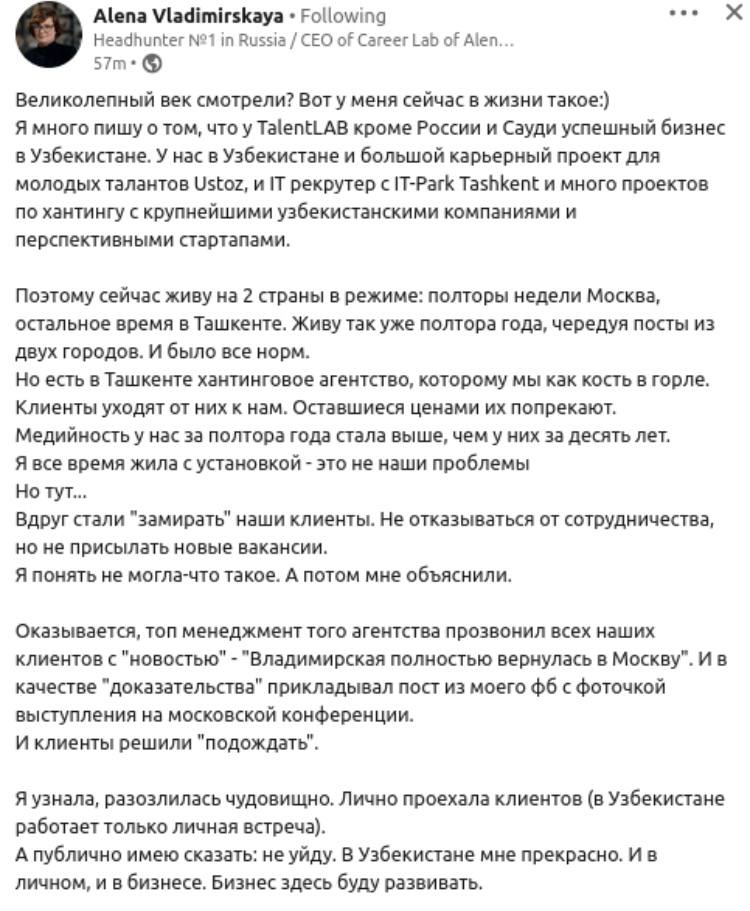 Alena Vladimirskaya • Following
Headhunter №1 in Russia / CEO of Career Lab of Alen...
57m •
Великолепный век смотрели? Вот у меня сейчас в жизни такое:)
Я много пишу о том, что у TalentLAB кроме России и Сауди успешный бизнес
в Узбекистане. У нас в Узбекистане и большой карьерный проект для
молодых талантов Ustoz, и IT рекрутер с IT-Park Tashkent и много проектов
по хантингу с крупнейшими узбекистанскими компаниями и
перспективными стартапами.
Поэтому сейчас живу на 2 страны в режиме: полторы недели Москва,
остальное время в Ташкенте. Живу так уже полтора года, чередуя посты из
двух городов. И было все норм.
Но есть в Ташкенте хантинговое агентство, которому мы как кость в горле.
Клиенты уходят от них к нам. Оставшиеся ценами их попрекают.
Медийность у нас за полтора года стала выше, чем у них за десять лет.
Я все время жила с установкой - это не наши проблемы
Но тут...
Вдруг стали "замирать" наши клиенты. Не отказываться от сотрудничества,
но не присылать новые вакансии.
Я понять не могла-что такое. А потом мне объяснили.
Оказывается, топ менеджмент того агентства прозвонил всех наших
клиентов с "новостью" - "Владимирская полностью вернулась в Москву". И в
качестве "доказательства" прикладывал пост из моего фб с фоточкой
выступления на московской конференции.
И клиенты решили "подождать".
Я узнала, разозлилась чудовищно. Лично проехала клиентов (в Узбекистане
работает только личная встреча).
А публично имею сказать: не уйду. В Узбекистане мне прекрасно. И в
личном, и в бизнесе. Бизнес здесь буду развивать.